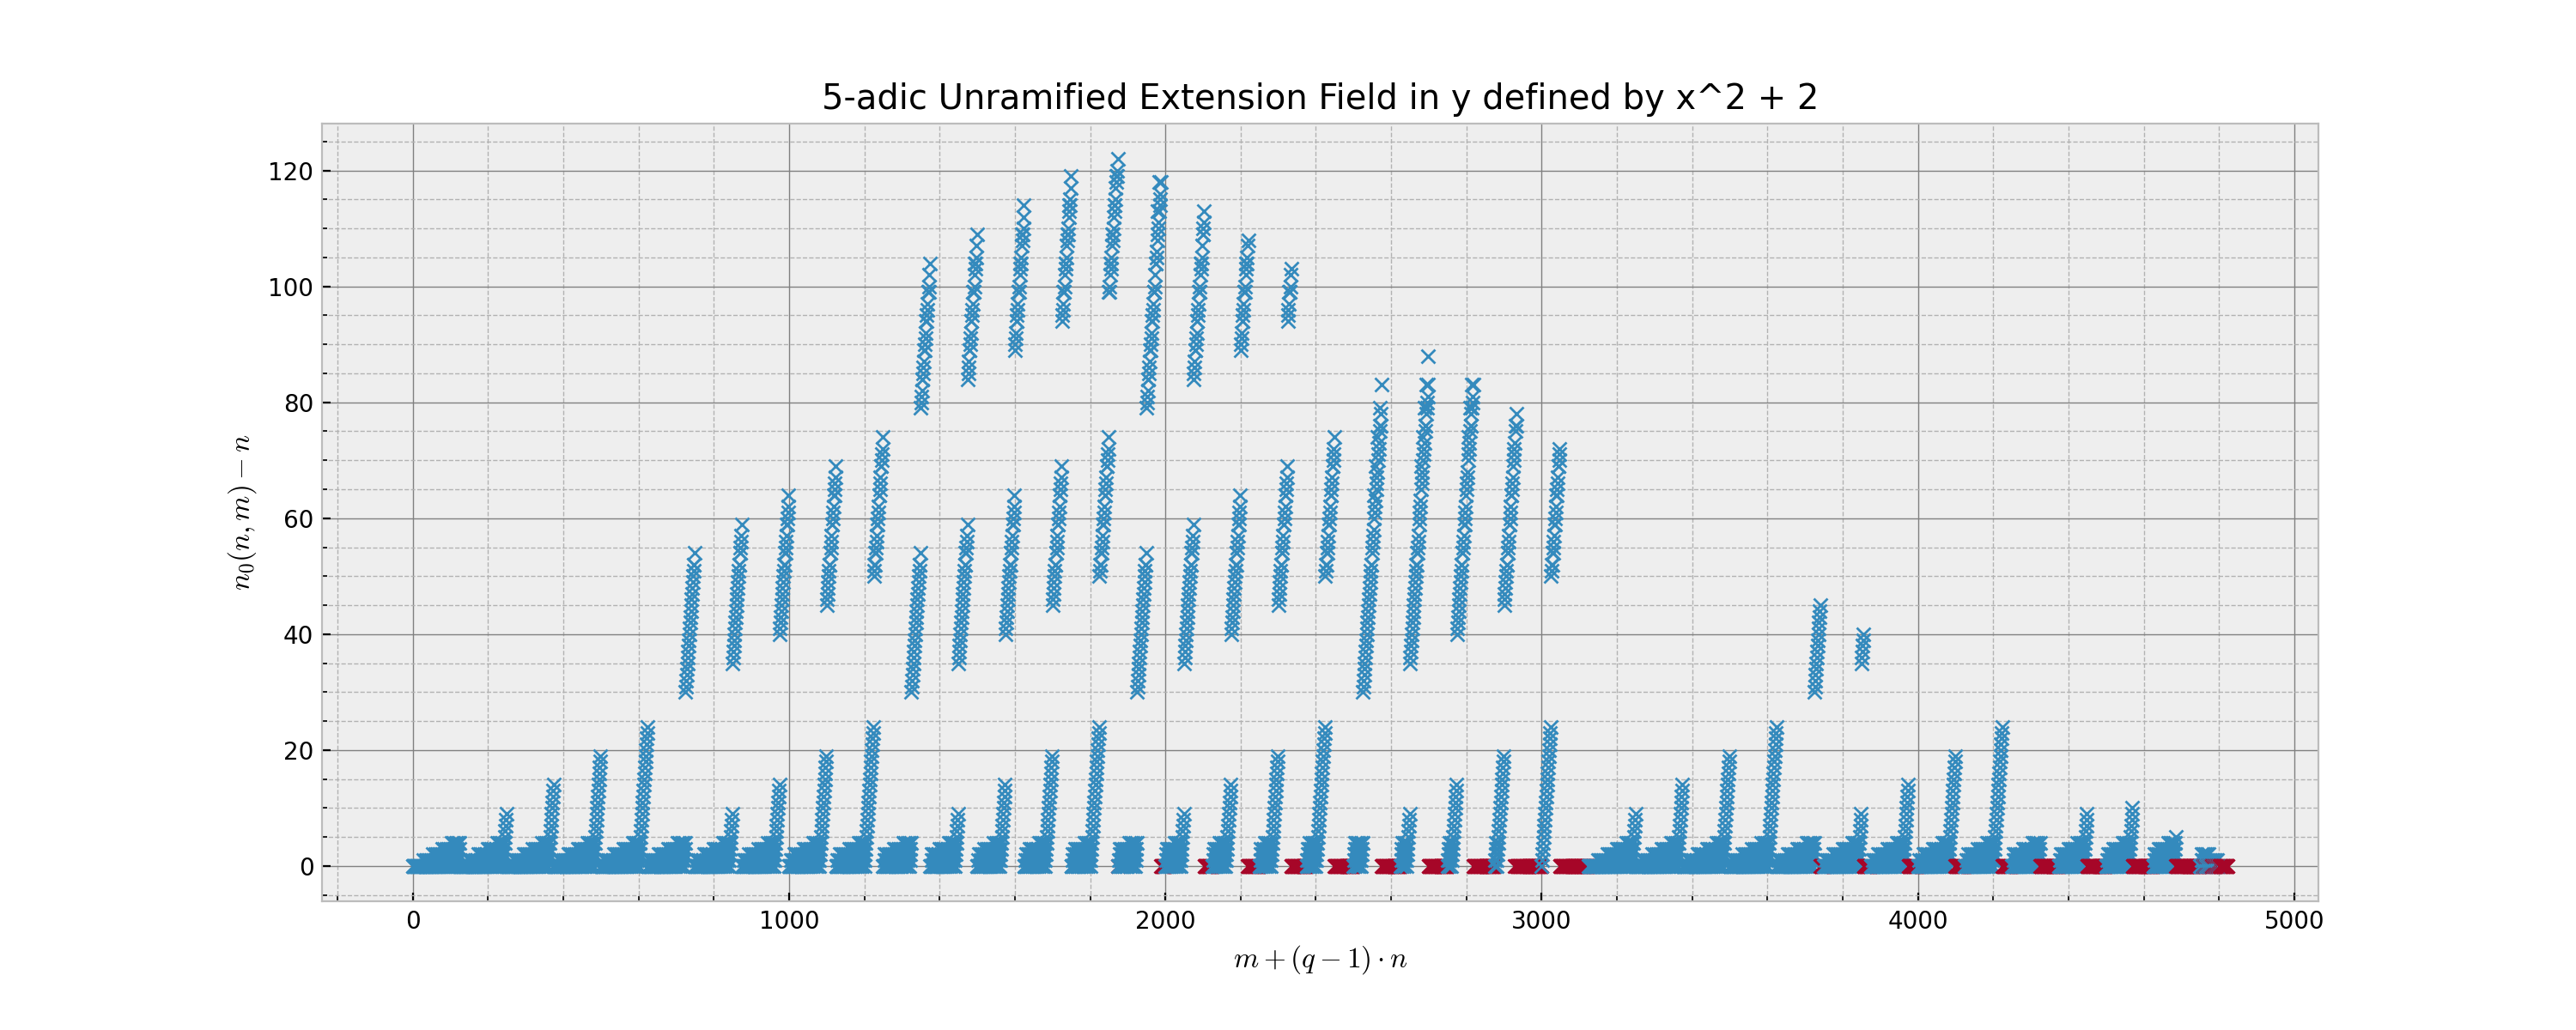 5-adic Unramified Extension Field in y defined by x^2 + 2
120
100
80
60
40
20
0
n₀(n, m) − n
0 1000 2000 3000 4000 5000
m + (q − 1) · n